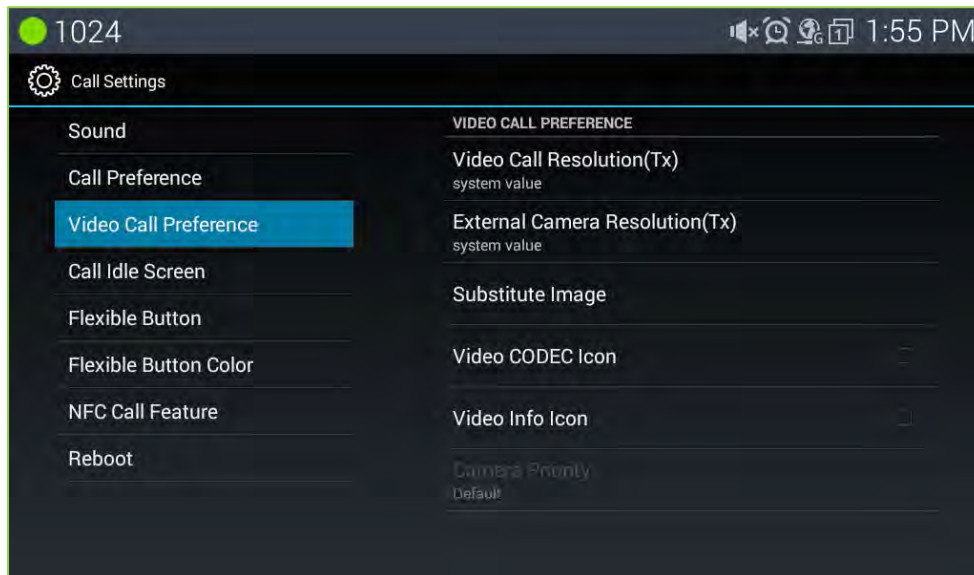 1024
1:55 PM
Call Settings
Sound
Call Preference
Video Call Preference
Call Idle Screen
Flexible Button
Flexible Button Color
NFC Call Feature
Reboot
VIDEO CALL PREFERENCE
Video Call Resolution(Tx)
system value
External Camera Resolution(Tx)
system value
Substitute Image
Video CODEC Icon
Video Info Icon
Camera Priority
Default